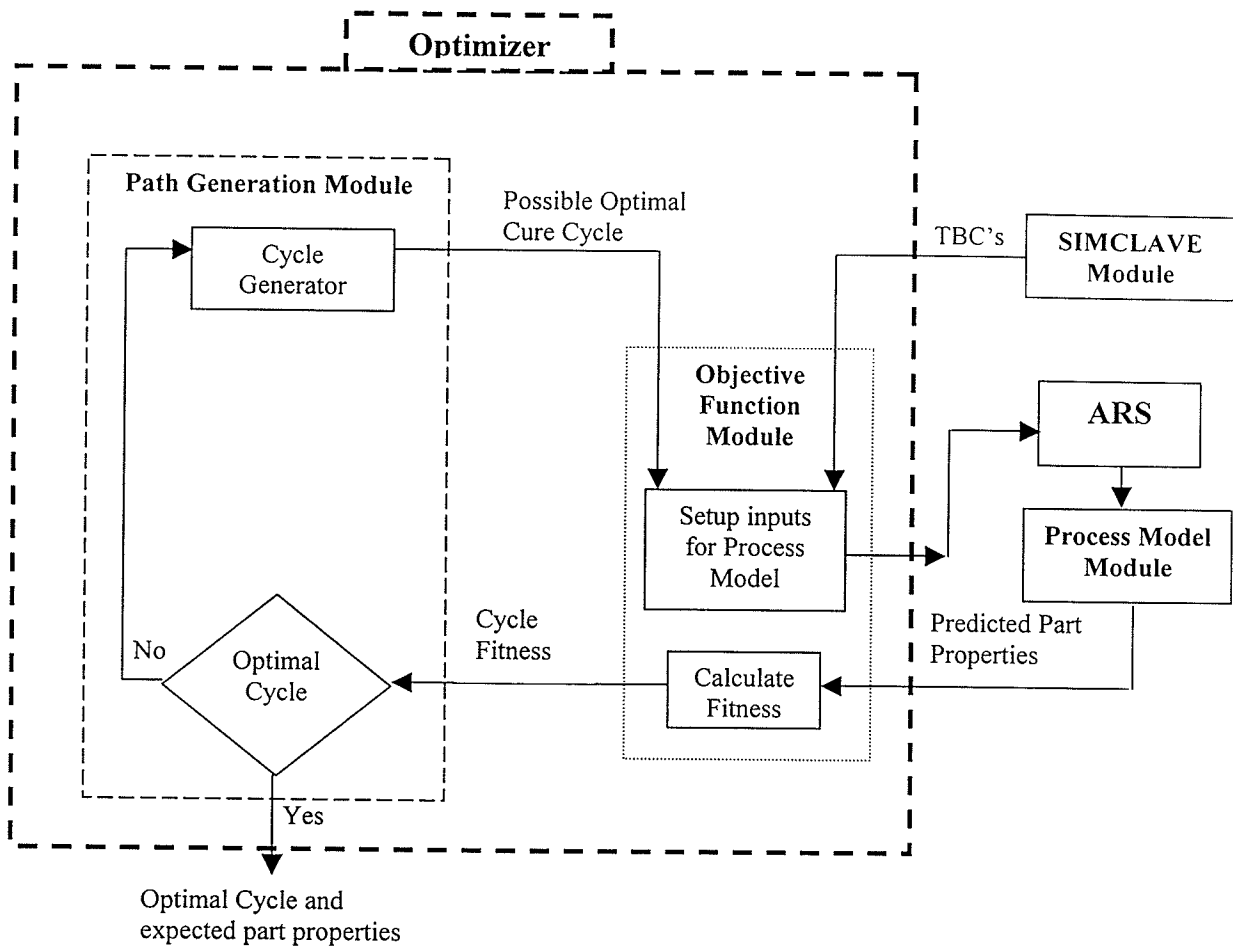 Optimizer
Path Generation Module
Possible Optimal
Cure Cycle
TBC's
SIMCLAVE
Module
Cycle
Generator
Objective
Function
Module
ARS
Setup inputs
for Process
Model
Process Model
Module
No
Optimal
Cycle
Cycle
Fitness
Calculate
Fitness
Predicted Part
Properties
Yes
Optimal Cycle and
expected part properties